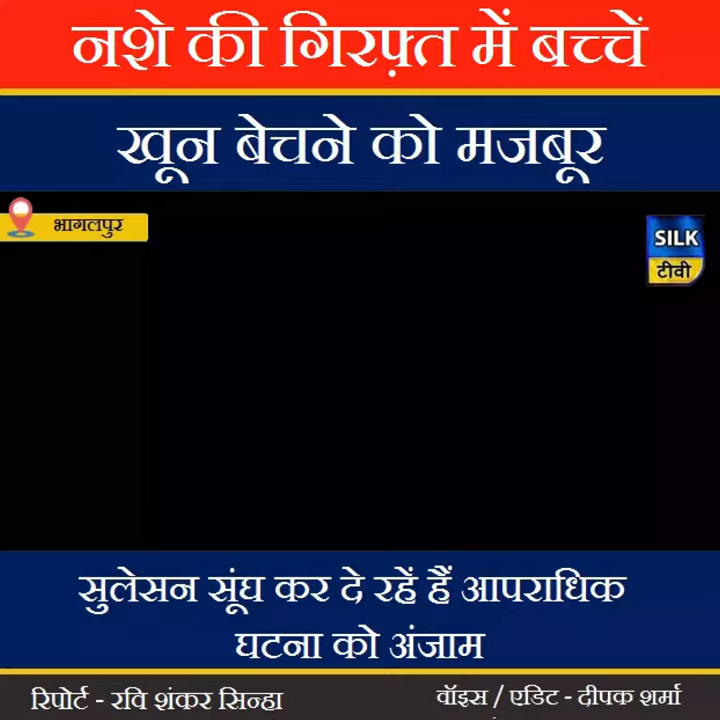 नशे की गिरफ़्त में बच्चें
खून बेचने को मजबूर
भागलपुर
SILK
टीवी
सुलेसन सूंघ कर दे रहें हैं आपराधिक
घटना को अंजाम
रिपोर्ट - रवि शंकर सिन्हा
वॉइस / एडिट - दीपक शर्मा